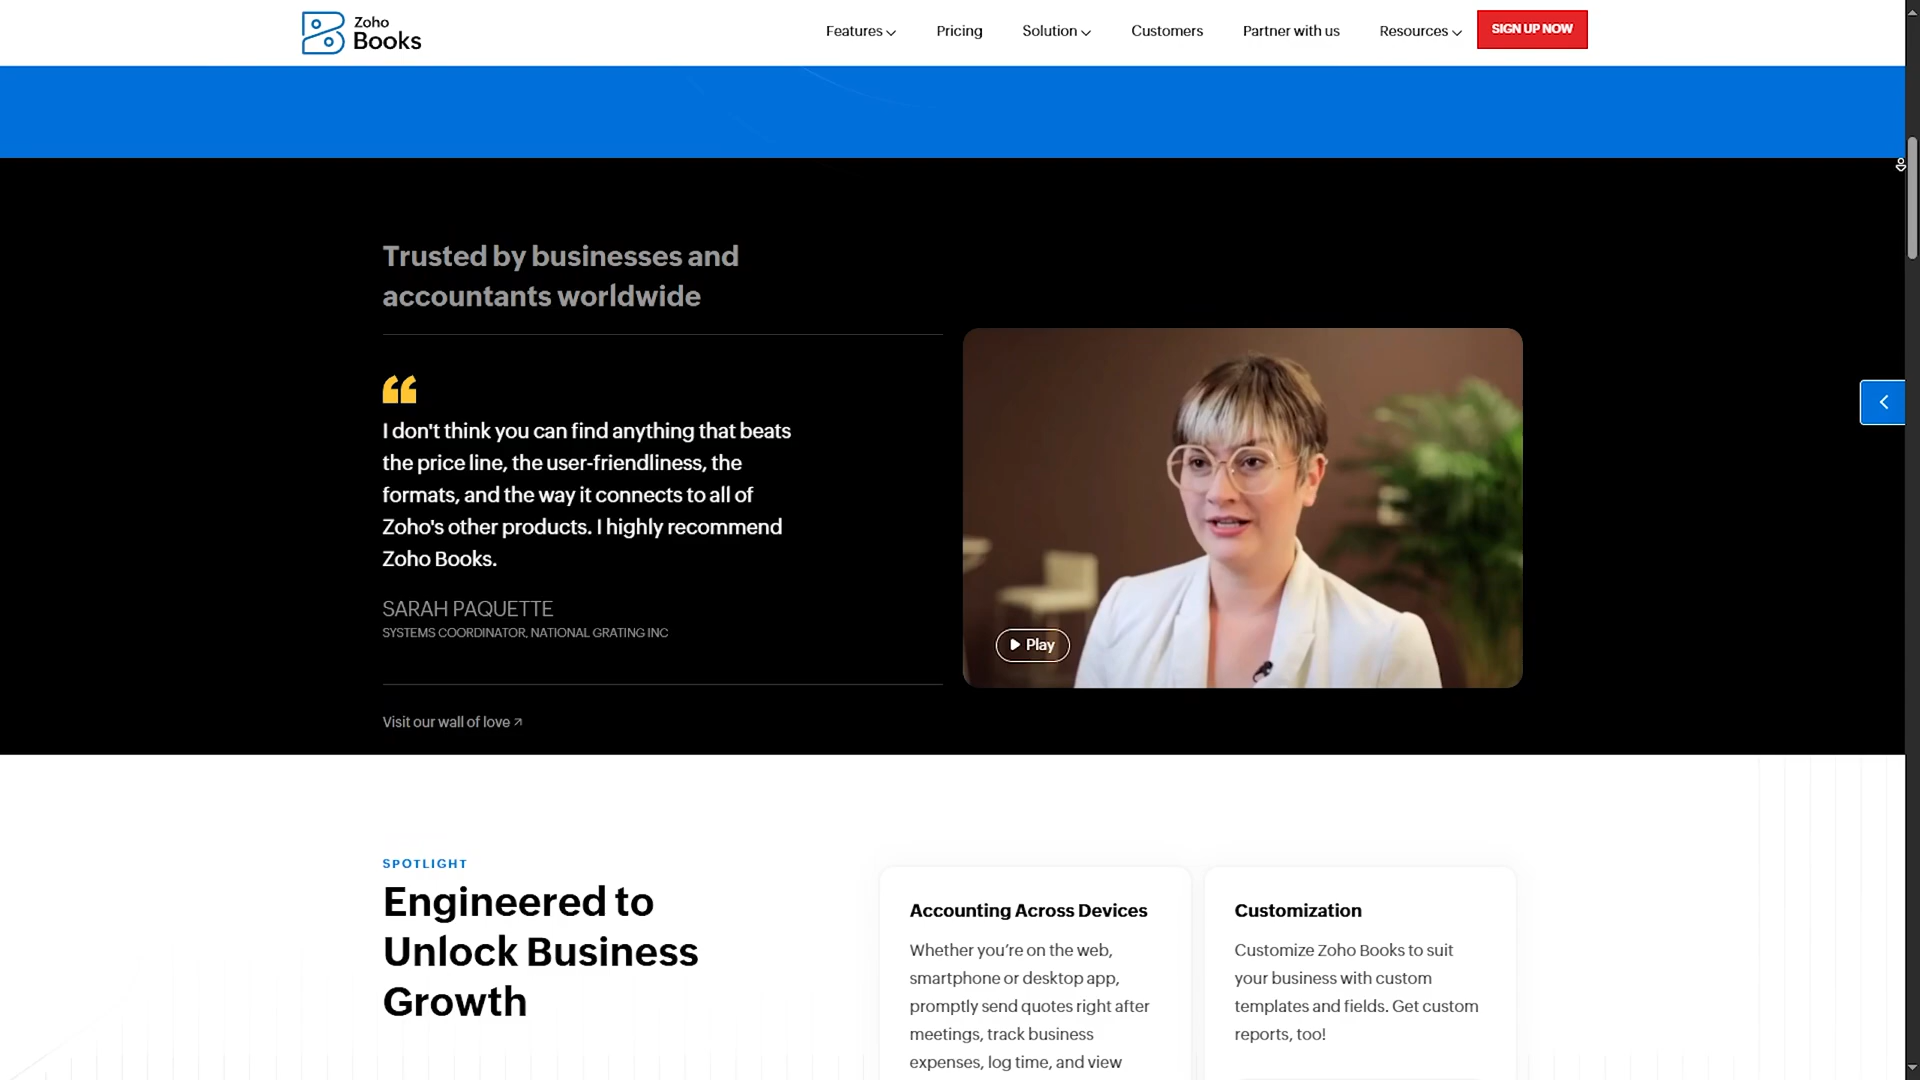 Zoho
Books
Features
Pricing
Solution
Customers
Partner with us
Resources
SIGN UP NOW
Trusted by businesses and
accountants worldwide
I don't think you can find anything that beats
the price line, the user-friendliness, the
formats, and the way it connects to all of
Zoho's other products. I highly recommend
Zoho Books.
SARAH PAQUETTE
SYSTEMS COORDINATOR, NATIONAL GRATING INC
Play
Visit our wall of love
SPOTLIGHT
Engineered to
Unlock Business
Growth
Accounting Across Devices
Whether you’re on the web,
smartphone or desktop app,
promptly send quotes right after
meetings, track business
expenses, log time, and view
Customization
Customize Zoho Books to suit
your business with custom
templates and fields. Get custom
reports, too!